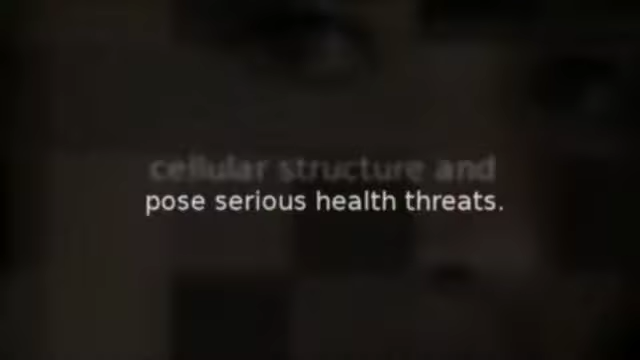 cellular structure and
pose serious health threats.